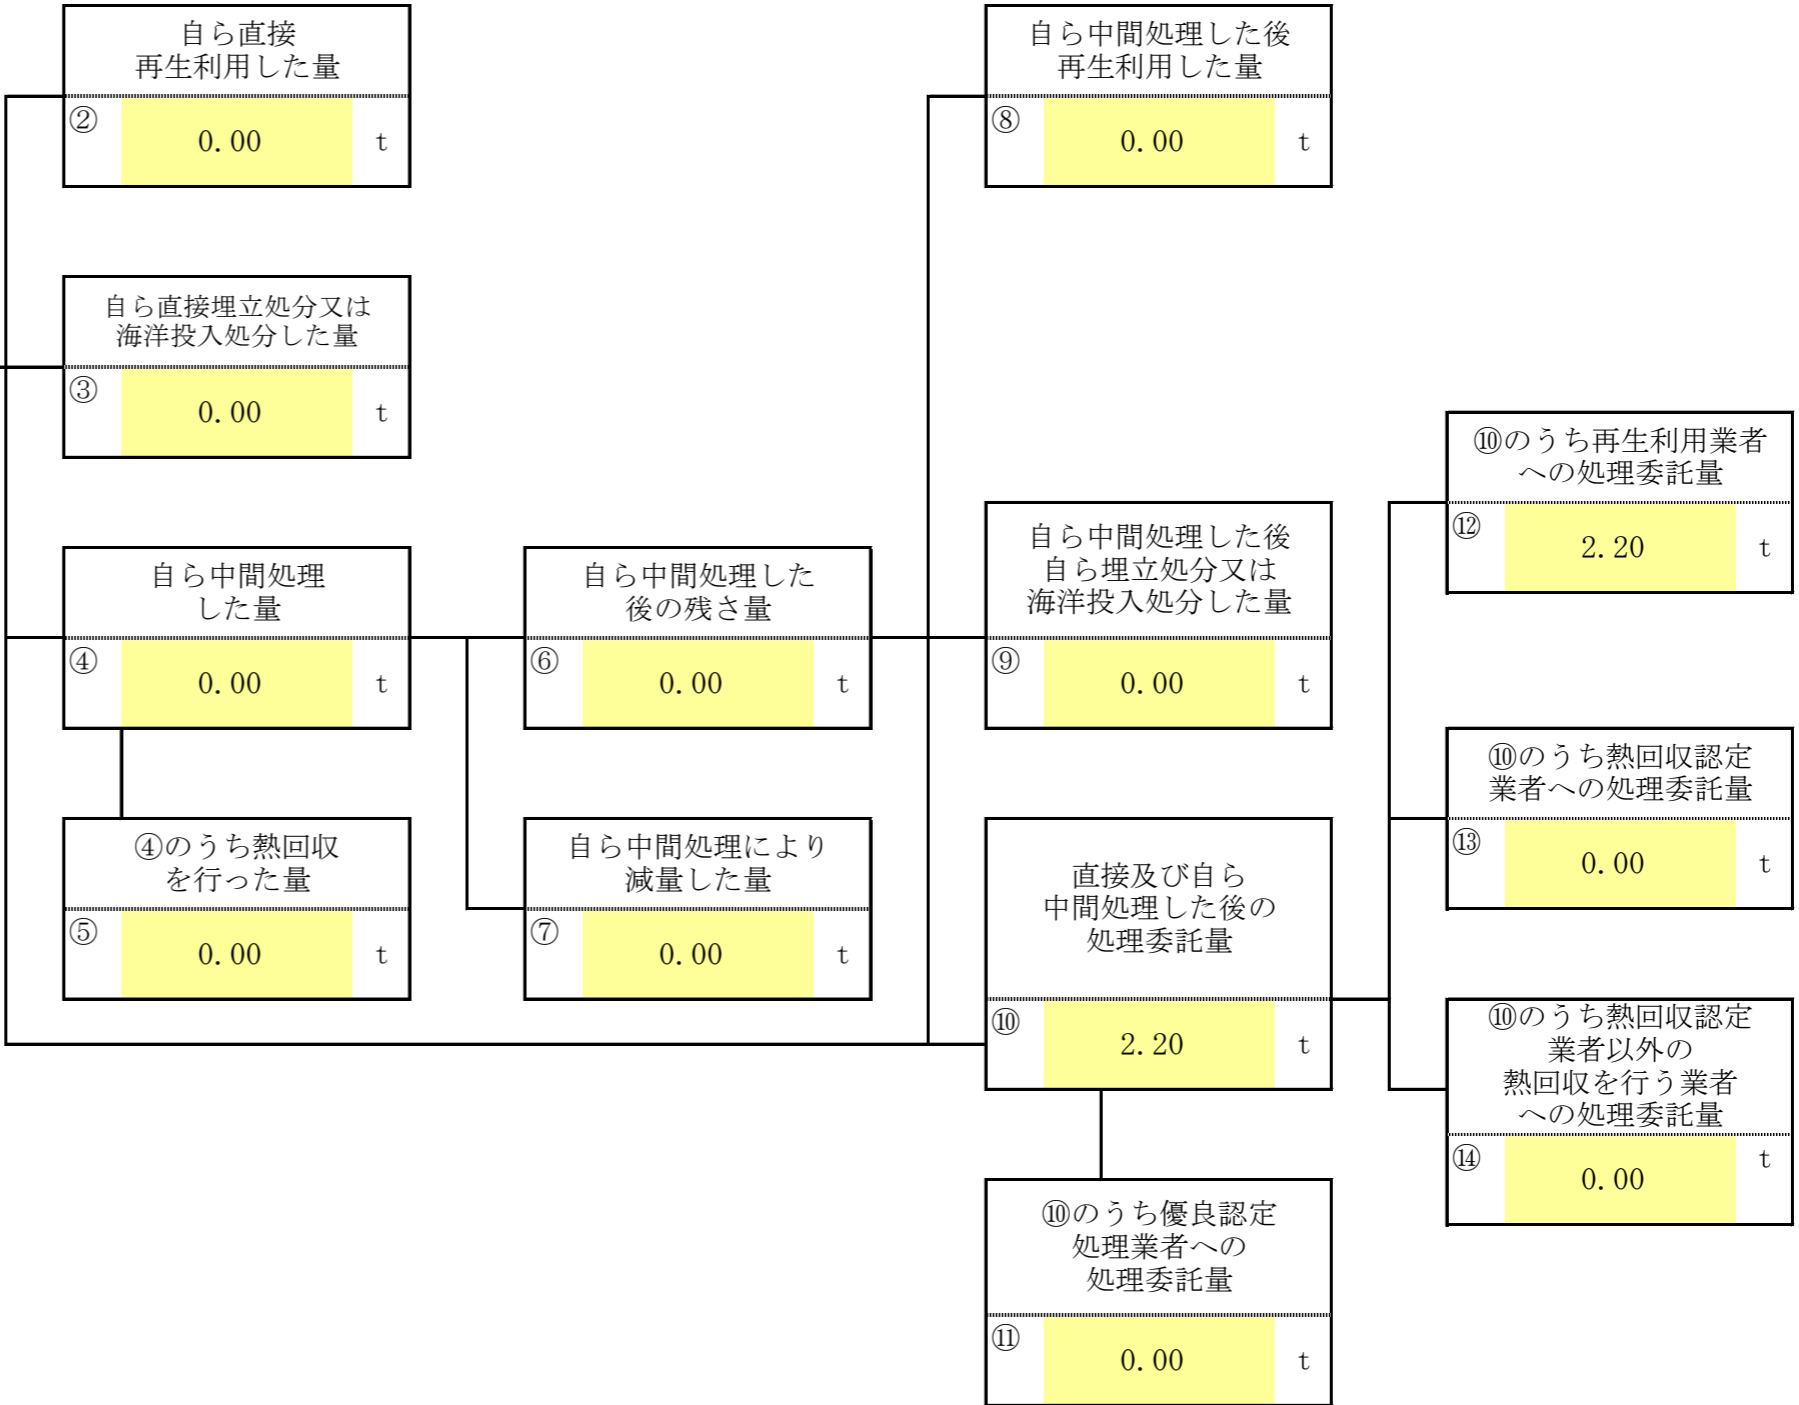 自ら直接
再生利用した量
② 0.00 t
自ら中間処理した後
再生利用した量
⑧ 0.00 t
自ら直接埋立処分又は
海洋投入処分した量
③ 0.00 t
⑩のうち再生利用業者
への処理委託量
⑫ 2.20 t
自ら中間処理
した量
④ 0.00 t
自ら中間処理した
後の残さ量
⑥ 0.00 t
自ら中間処理した後
自ら埋立処分又は
海洋投入処分した量
⑨ 0.00 t
⑩のうち熱回収認定
業者への処理委託量
⑬ 0.00 t
④のうち熱回収
を行った量
⑤ 0.00 t
自ら中間処理により
減量した量
⑦ 0.00 t
直接及び自ら
中間処理した後の
処理委託量
⑩ 2.20 t
⑩のうち熱回収認定
業者以外の
熱回収を行う業者
への処理委託量
⑭ 0.00 t
⑩のうち優良認定
処理業者への
処理委託量
⑪ 0.00 t